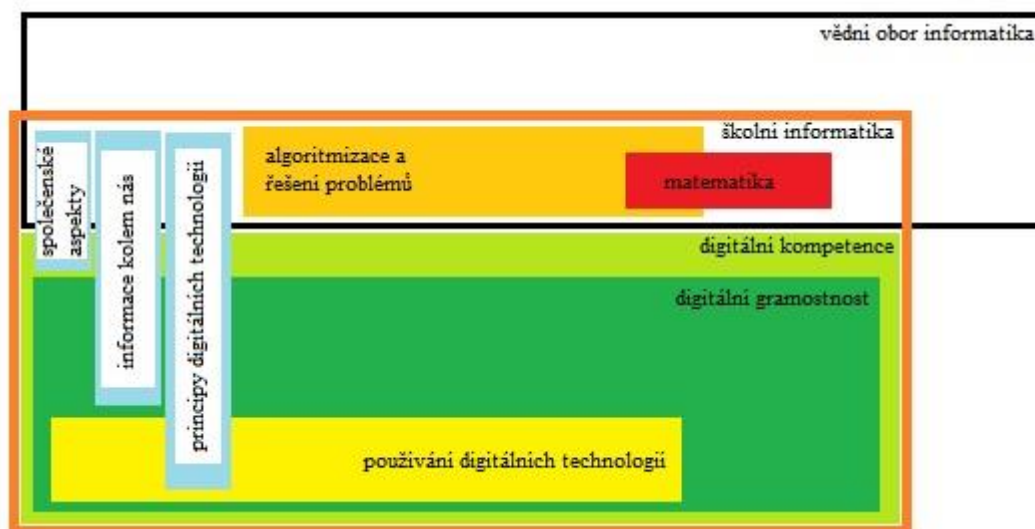 vědní obor informatika
školní informatika
společenské
aspekty
informace kolem nás
principy digitálních technologií
algoritmizace a
řešení problémů
matematika
digitální kompetence
digitální gramostnost
používání digitálních technologií